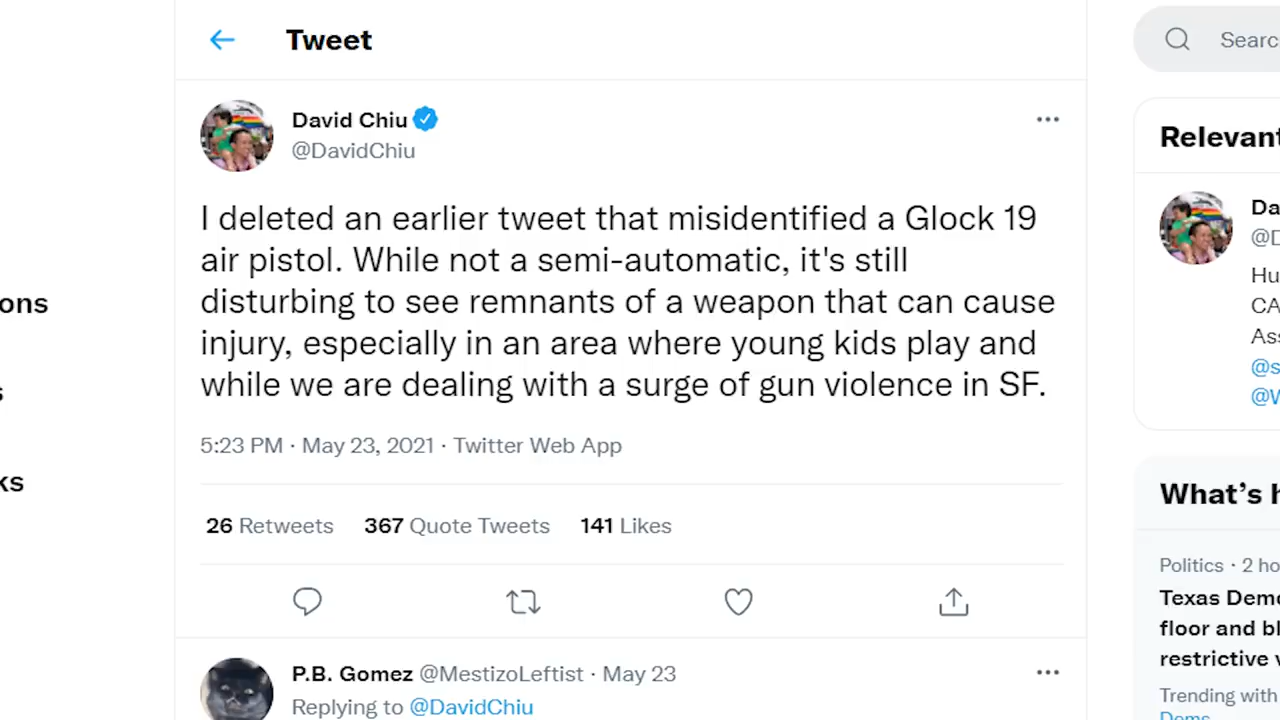 Tweet
David Chiu
@DavidChiu
I deleted an earlier tweet that misidentified a Glock 19
air pistol. While not a semi-automatic, it's still
disturbing to see remnants of a weapon that can cause
injury, especially in an area where young kids play and
while we are dealing with a surge of gun violence in SF.
5:23 PM · May 23, 2021 · Twitter Web App
26 Retweets 367 Quote Tweets 141 Likes
P.B. Gomez @MestizoLeftist · May 23
Replying to @DavidChiu
ons
s
ks
Searc
Relevant
Da
@D
Hu
CA
Ass
@s
@W
What's h
Politics · 2 ho
Texas Demo
floor and bl
restrictive v
Trending with
Dems